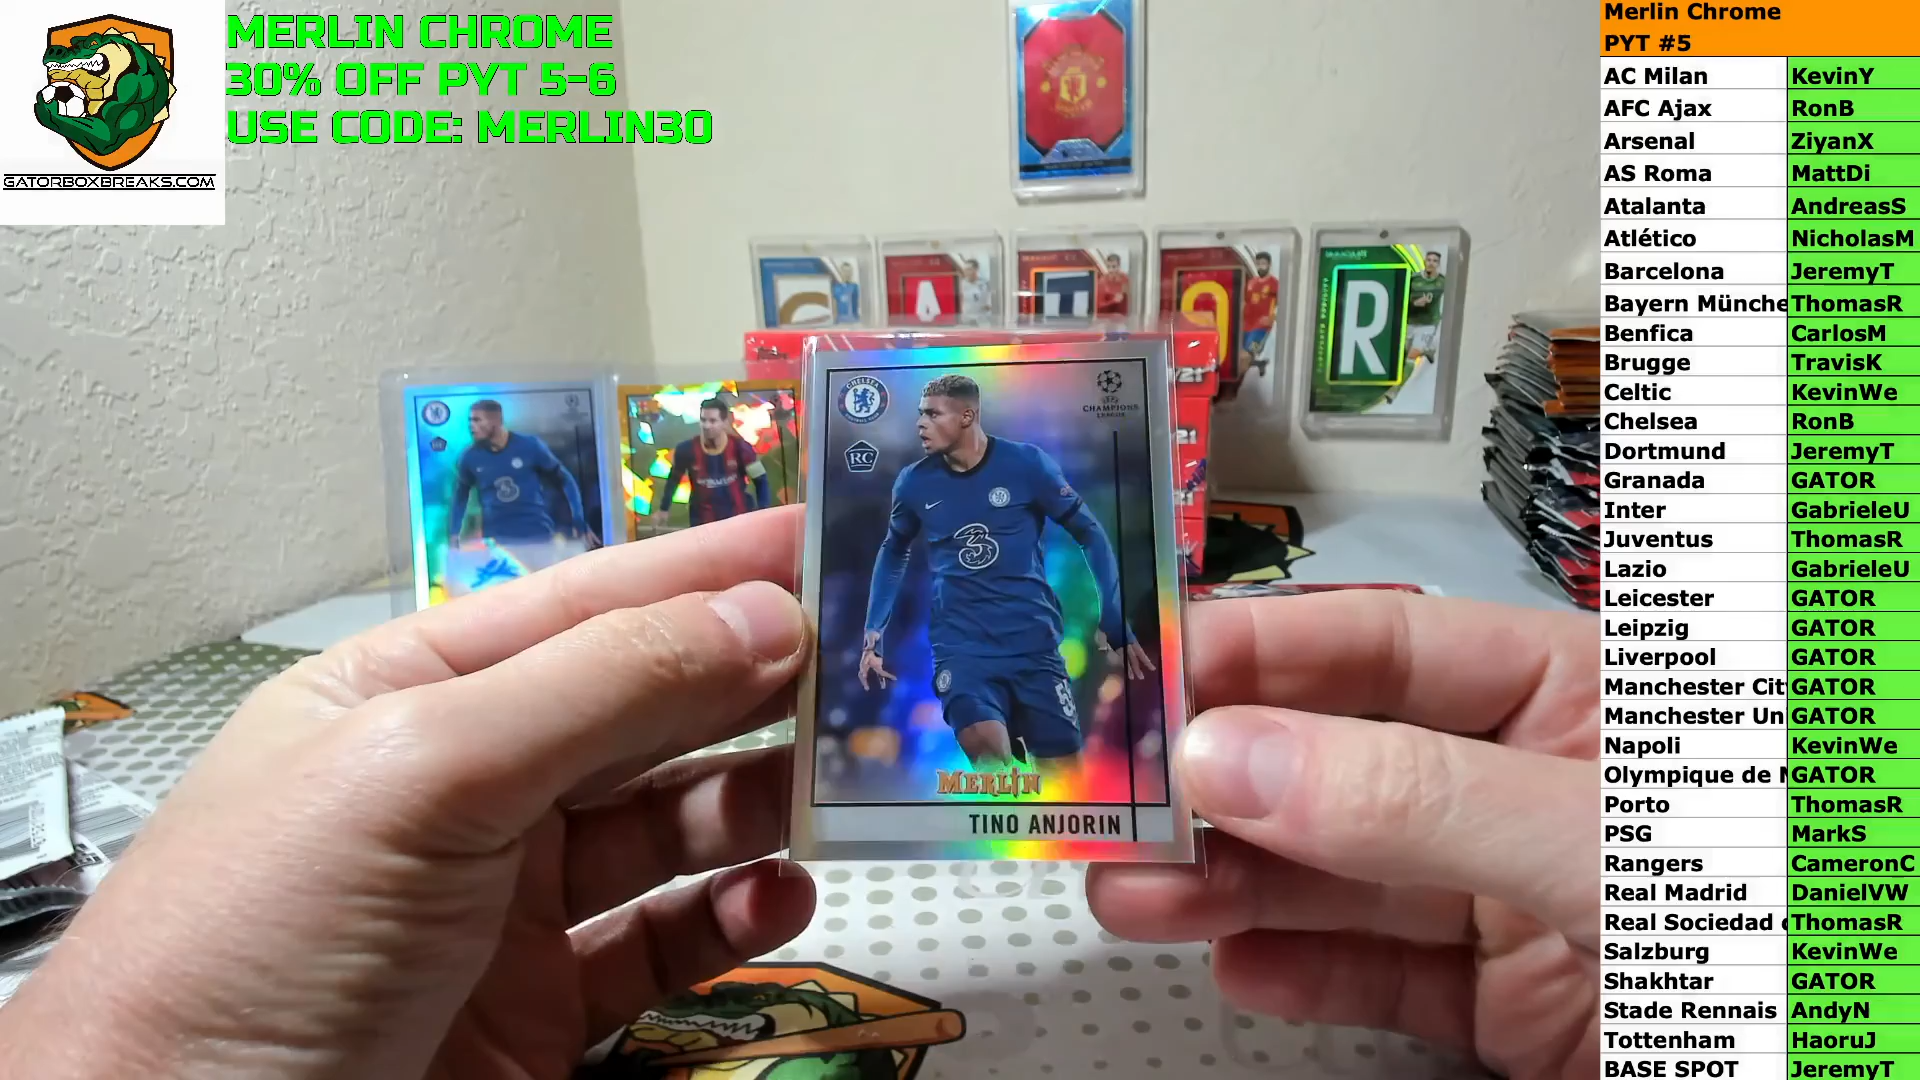 MERLIN CHROME
30% OFF PYT 5-6
USE CODE: MERLIN30
GATORBOXBREAKS.COM
CHELSEA
RC
CHAMPIONS
LEAGUE
3
MERLIN
TINO ANJORIN
3
A
R
Merlin Chrome
PYT #5
AC Milan KevinY
AFC Ajax RonB
Arsenal ZiyanX
AS Roma MattDi
Atalanta AndreasS
Atlético NicholasM
Barcelona JeremyT
Bayern Münche ThomasR
Benfica CarlosM
Brugge TravisK
Celtic KevinWe
Chelsea RonB
Dortmund JeremyT
Granada GATOR
Inter GabrieleU
Juventus ThomasR
Lazio GabrieleU
Leicester GATOR
Leipzig GATOR
Liverpool GATOR
Manchester Cit GATOR
Manchester Un GATOR
Napoli KevinWe
Olympique de GATOR
Porto ThomasR
PSG MarkS
Rangers CameronC
Real Madrid DanielVW
Real Sociedad ThomasR
Salzburg KevinWe
Shakhtar GATOR
Stade Rennais AndyN
Tottenham HaoruJ
BASE SPOT JeremyT